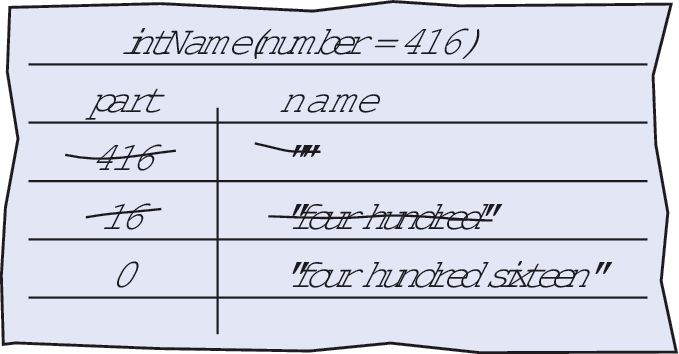 intName(number = 416)
part name
416 ""
16 "four hundred"
0 "four hundred sixteen"